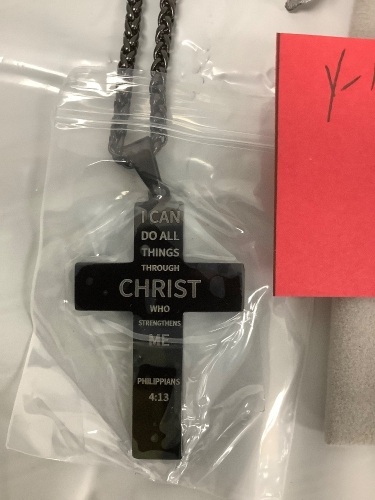 I CAN
DO ALL
THINGS
THROUGH
CHRIST
WHO
STRENGTHENS
ME
PHILIPPIANS
4:13